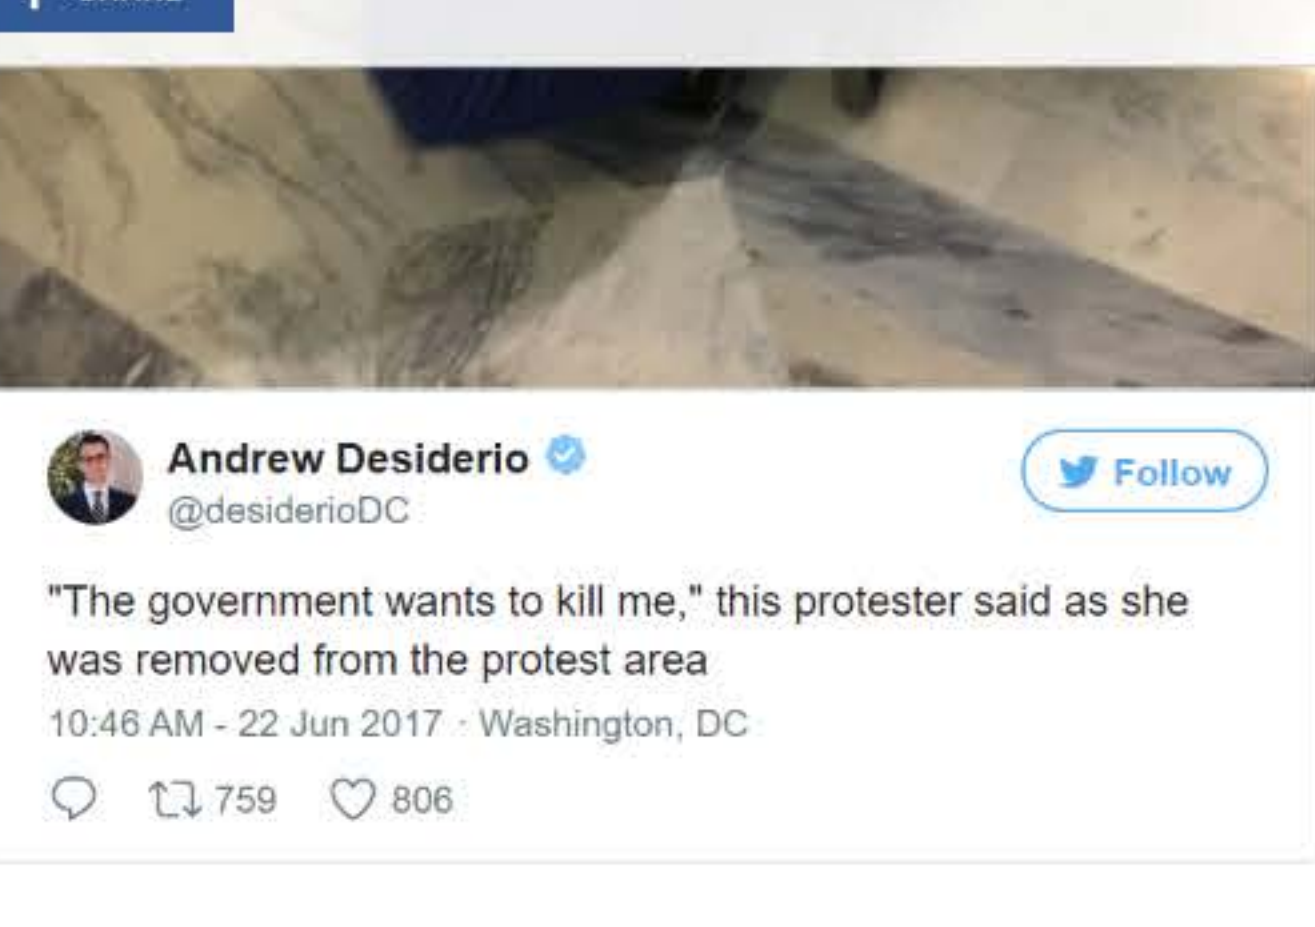 Andrew Desiderio
Follow
@desiderioDC
"The government wants to kill me," this protester said as she
was removed from the protest area
10:46 AM - 22 Jun 2017 · Washington, DC
759 806